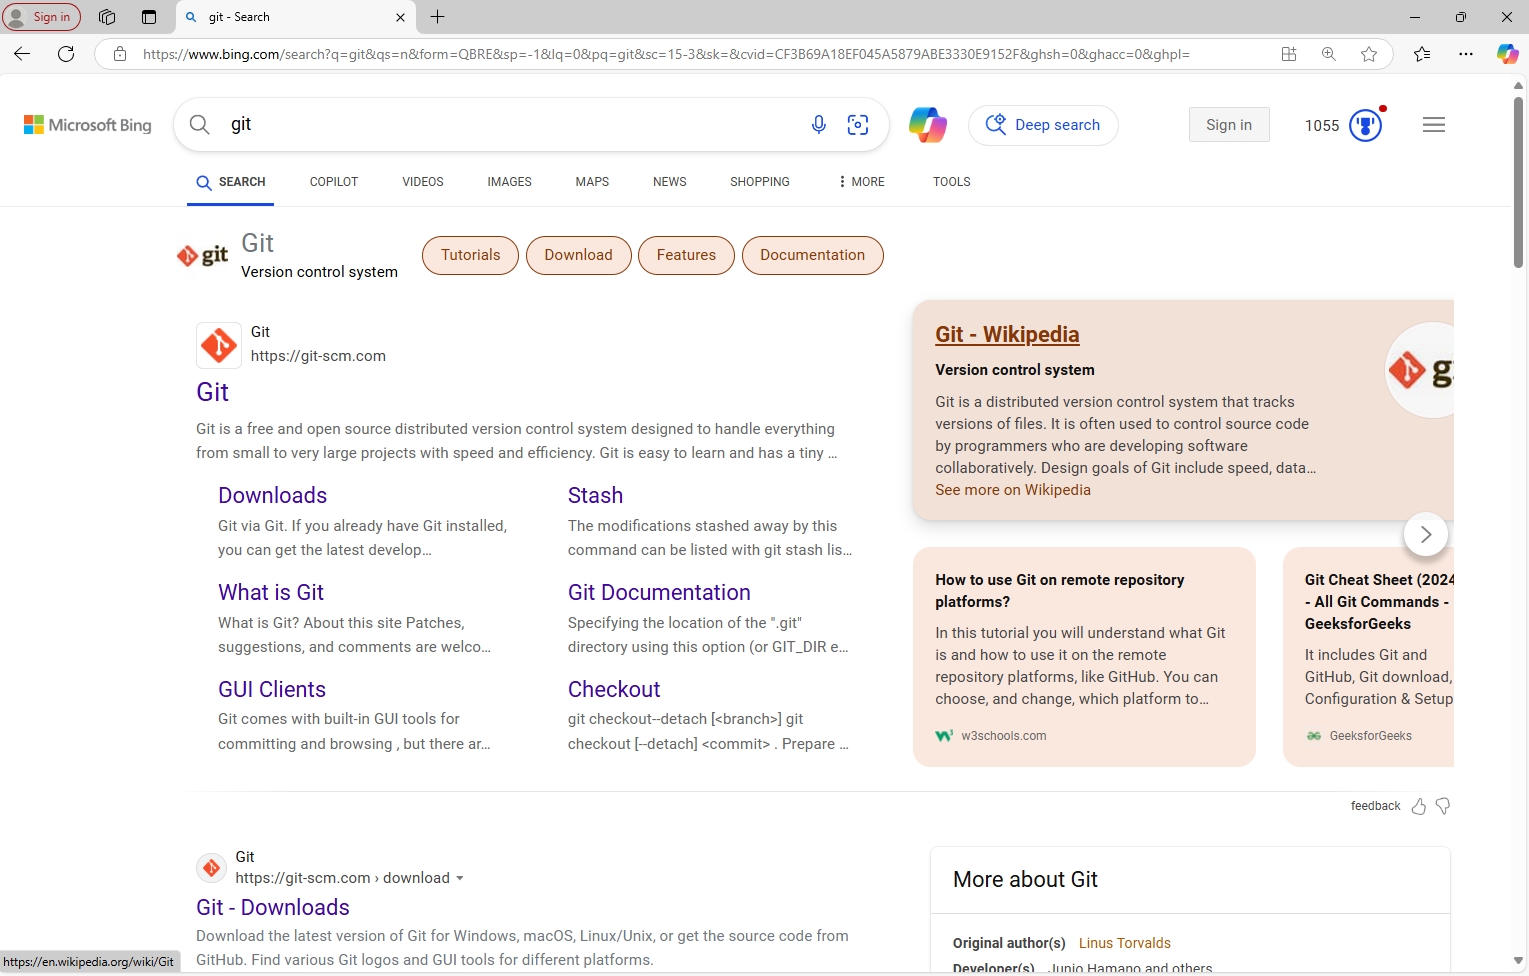 Sign in
git - Search
https://www.bing.com/search?q=git&qs=n&form=QBRE&sp=-1&lq=0&pq=git&sc=15-3&sk=&cvid=CF3B69A18EF045A5879ABE3330E9152F&ghsh=0&ghacc=0&ghpl=
Microsoft Bing
git
Deep search
Sign in
1055
SEARCH
COPILOT
VIDEOS
IMAGES
MAPS
NEWS
SHOPPING
MORE
TOOLS
git
Git
Version control system
Tutorials
Download
Features
Documentation
Git
https://git-scm.com
Git
Git is a free and open source distributed version control system designed to handle everything
from small to very large projects with speed and efficiency. Git is easy to learn and has a tiny ...
Downloads
Git via Git. If you already have Git installed,
you can get the latest develop...
Stash
The modifications stashed away by this
command can be listed with git stash lis...
What is Git
What is Git? About this site Patches,
suggestions, and comments are welco...
Git Documentation
Specifying the location of the ".git"
directory using this option (or GIT_DIR e...
GUI Clients
Git comes with built-in GUI tools for
committing and browsing , but there ar...
Checkout
git checkout--detach [<branch>] git
checkout [--detach] <commit> . Prepare ...
Git - Wikipedia
Version control system
Git is a distributed version control system that tracks
versions of files. It is often used to control source code
by programmers who are developing software
collaboratively. Design goals of Git include speed, data...
See more on Wikipedia
g
How to use Git on remote repository
platforms?
In this tutorial you will understand what Git
is and how to use it on the remote
repository platforms, like GitHub. You can
choose, and change, which platform to...
w3schools.com
Git Cheat Sheet (2024
- All Git Commands -
GeeksforGeeks
It includes Git and
GitHub, Git download,
Configuration & Setup
GeeksforGeeks
feedback
Git
https://git-scm.com › download
Git - Downloads
Download the latest version of Git for Windows, macOS, Linux/Unix, or get the source code from
GitHub. Find various Git logos and GUI tools for different platforms.
More about Git
Original author(s) Linus Torvalds
Developer(s) Junio Hamano and others
https://en.wikipedia.org/wiki/Git